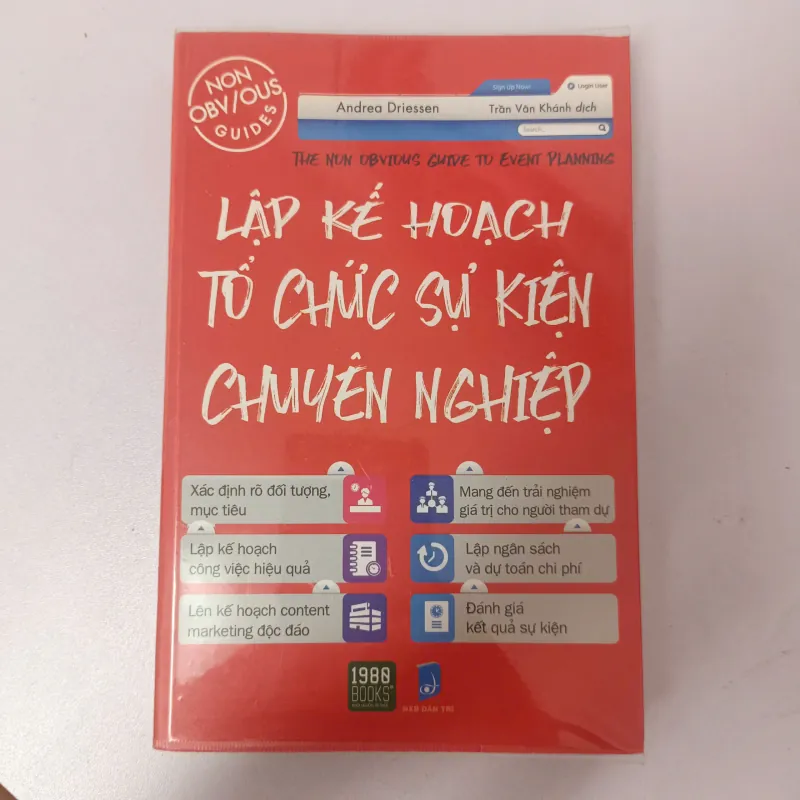 NON
OBV/OUS
GUIDES
Sign Up Now!
Login User
Andrea Driessen
Trần Văn Khánh dịch
Search...
THE NON OBVIOUS GUIDE TO EVENT PLANNING
LẬP KẾ HOẠCH
TỔ CHỨC SỰ KIỆN
CHUYÊN NGHIỆP
Xác định rõ đối tượng,
mục tiêu
Mang đến trải nghiệm
giá trị cho người tham dự
Lập kế hoạch
công việc hiệu quả
Lập ngân sách
và dự toán chi phí
Lên kế hoạch content
marketing độc đáo
Đánh giá
kết quả sự kiện
1980
BOOKS
NXB DÂN TRÍ